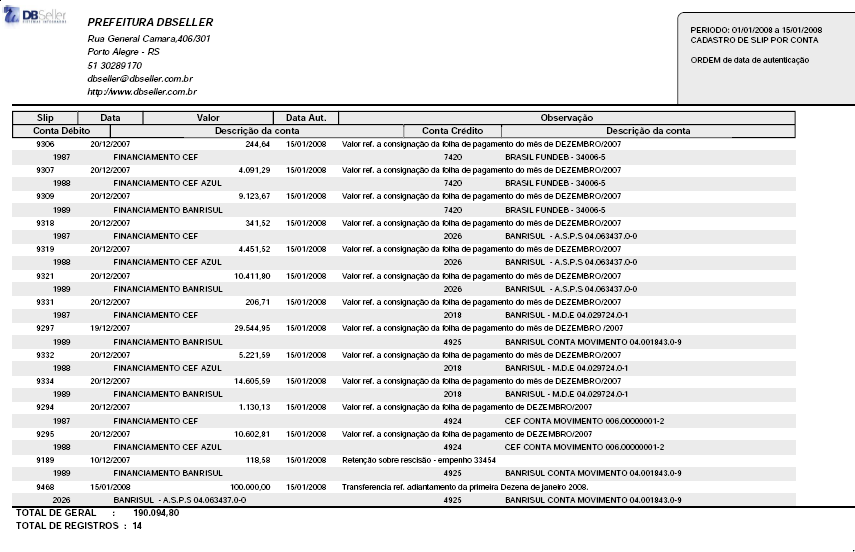 DBSeller
PREFEITURA DBSELLER
Rua General Camara,406/301
Porto Alegre - RS
51 30289170
dbseller@dbseller.com.br
http://www.dbseller.com.br
PERIODO: 01/01/2008 a 15/01/2008
CADASTRO DE SLIP POR CONTA
ORDEM de data de autenticação
Slip Data Valor Data Aut. Observação
Conta Débito Descrição da conta Conta Crédito Descrição da conta
9306 20/12/2007 244,64 15/01/2008 Valor ref. a consignação da folha de pagamento do mês de DEZEMBRO/2007
1987 FINANCIAMENTO CEF 7420 BRASIL FUNDEB - 34006-5
9307 20/12/2007 4.091,29 15/01/2008 Valor ref. a consignação da folha de pagamento do mês de DEZEMBRO/2007
1988 FINANCIAMENTO CEF AZUL 7420 BRASIL FUNDEB - 34006-5
9309 20/12/2007 9.123,67 15/01/2008 Valor ref. a consignação da folha de pagamento do mês de DEZEMBRO/2007
1989 FINANCIAMENTO BANRISUL 7420 BRASIL FUNDEB - 34006-5
9318 20/12/2007 341,52 15/01/2008 Valor ref. a consignação da folha de pagamento do mês de DEZEMBRO/2007
1987 FINANCIAMENTO CEF 2026 BANRISUL - A.S.P.S 04.063437.0-0
9319 20/12/2007 4.451,52 15/01/2008 Valor ref. a consignação da folha de pagamento do mês de DEZEMBRO/2007
1988 FINANCIAMENTO CEF AZUL 2026 BANRISUL - A.S.P.S 04.063437.0-0
9321 20/12/2007 10.411,80 15/01/2008 Valor ref. a consignação da folha de pagamento do mês de DEZEMBRO/2007
1989 FINANCIAMENTO BANRISUL 2026 BANRISUL - A.S.P.S 04.063437.0-0
9331 20/12/2007 206,71 15/01/2008 Valor ref. a consignação da folha de pagamento do mês de DEZEMBRO/2007
1987 FINANCIAMENTO CEF 2018 BANRISUL - M.D.E 04.029724.0-1
9297 19/12/2007 29.544,95 15/01/2008 Valor ref. a consignação da folha de pagamento do mês de DEZEMBRO /2007
1989 FINANCIAMENTO BANRISUL 4925 BANRISUL CONTA MOVIMENTO 04.001843.0-9
9332 20/12/2007 5.221,59 15/01/2008 Valor ref. a consignação da folha de pagamento do mês de DEZEMBRO/2007
1988 FINANCIAMENTO CEF AZUL 2018 BANRISUL - M.D.E 04.029724.0-1
9334 20/12/2007 14.605,59 15/01/2008 Valor ref. a consignação da folha de pagamento do mês de DEZEMBRO/2007
1989 FINANCIAMENTO BANRISUL 2018 BANRISUL - M.D.E 04.029724.0-1
9294 20/12/2007 1.130,13 15/01/2008 Valor ref. a consignação da folha de pagamento de DEZEMBRO/2007
1987 FINANCIAMENTO CEF 4924 CEF CONTA MOVIMENTO 006.00000001-2
9295 20/12/2007 10.602,81 15/01/2008 Valor ref. a consignação da folha de pagamento de DEZEMBRO/2007
1988 FINANCIAMENTO CEF AZUL 4924 CEF CONTA MOVIMENTO 006.00000001-2
9189 10/12/2007 118,58 15/01/2008 Retenção sobre rescisão - empenho 33454
1989 FINANCIAMENTO BANRISUL 4925 BANRISUL CONTA MOVIMENTO 04.001843.0-9
9468 15/01/2008 100.000,00 15/01/2008 Transferencia ref. adiantamento da primeira Dezena de janeiro 2008.
2026 BANRISUL - A.S.P.S 04.063437.0-0 4925 BANRISUL CONTA MOVIMENTO 04.001843.0-9
TOTAL DE GERAL : 190.094,80
TOTAL DE REGISTROS : 14